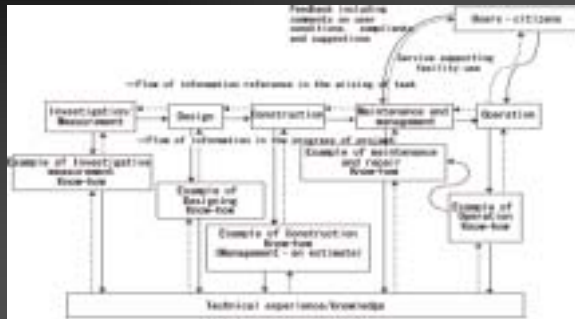 Feedback including
comments on user
conditions, complaints
and suggestions
Users・citizens
Service supporting
facility use
Flow of information reference in the arising of task
Investigation/
Measurement
Design
Construction
Maintenance and
management
Operation
Flow of information in the progress of project
Example of Investigative
measurement
Know-how
Example of
Designing
Know-how
Example of Construction
Know-how
(Management - an estimate)
Example of maintenance
and repair
Know-how
Example of
Operation
Know-how
Technical experience/knowledge